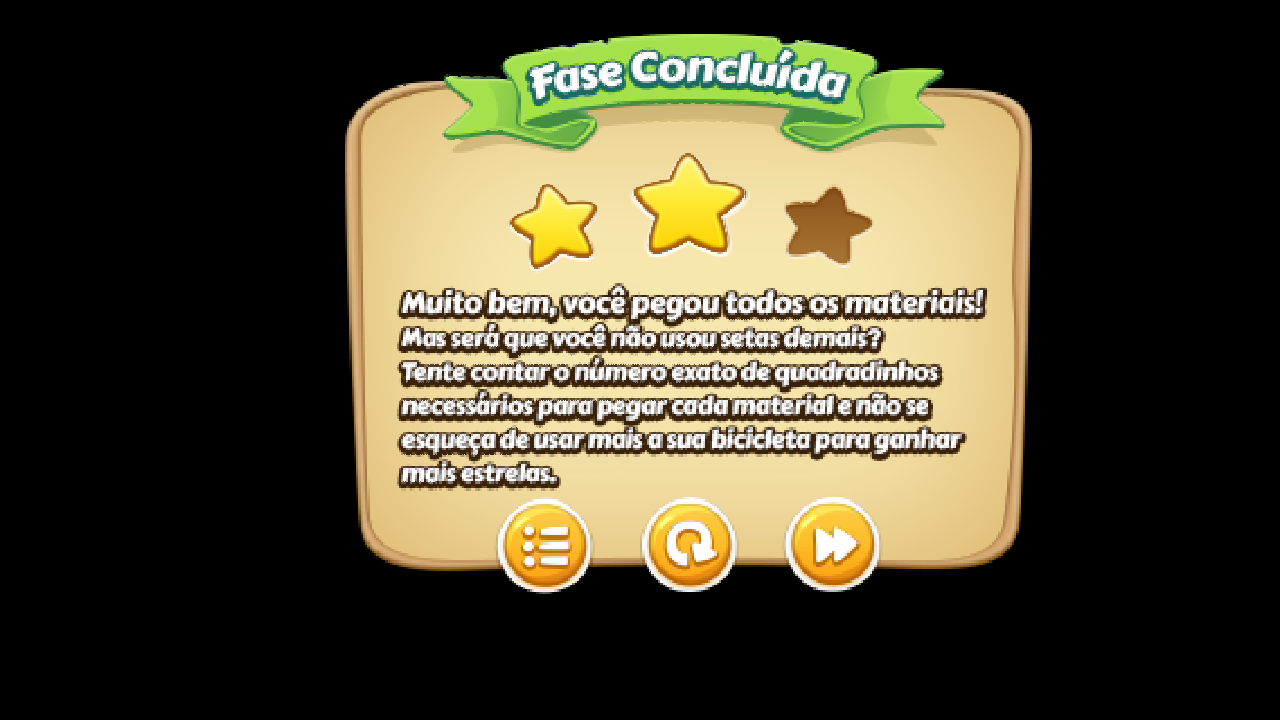 Fase Concluída
Muito bem, você pegou todos os materiais!
Mas será que você não usou setas demais?
Tente contar o número exato de quadradinhos
necessários para pegar cada material e não se
esqueça de usar mais a sua bicicleta para ganhar
mais estrelas.